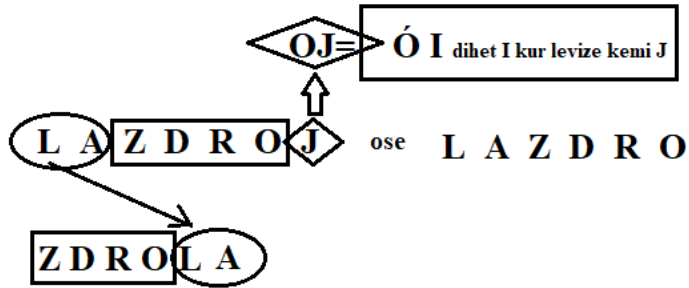 OJ= Ó I dihet I kur levize kemi J
L A Z D R O J ose L A Z D R O
Z D R O L A